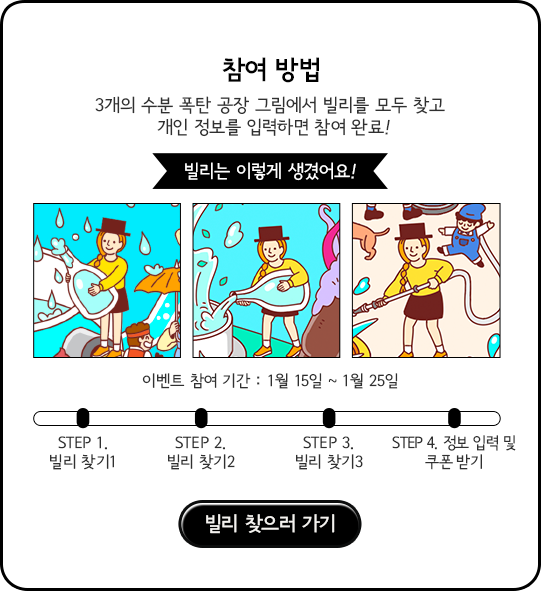 참여 방법
3개의 수분 폭탄 공장 그림에서 빌리를 모두 찾고
개인 정보를 입력하면 참여 완료!
빌리는 이렇게 생겼어요!
이벤트 참여 기간 : 1월 15일 ~ 1월 25일
STEP 1.
빌리 찾기1
STEP 2.
빌리 찾기2
STEP 3.
빌리 찾기3
STEP 4. 정보 입력 및
쿠폰 받기
빌리 찾으러 가기